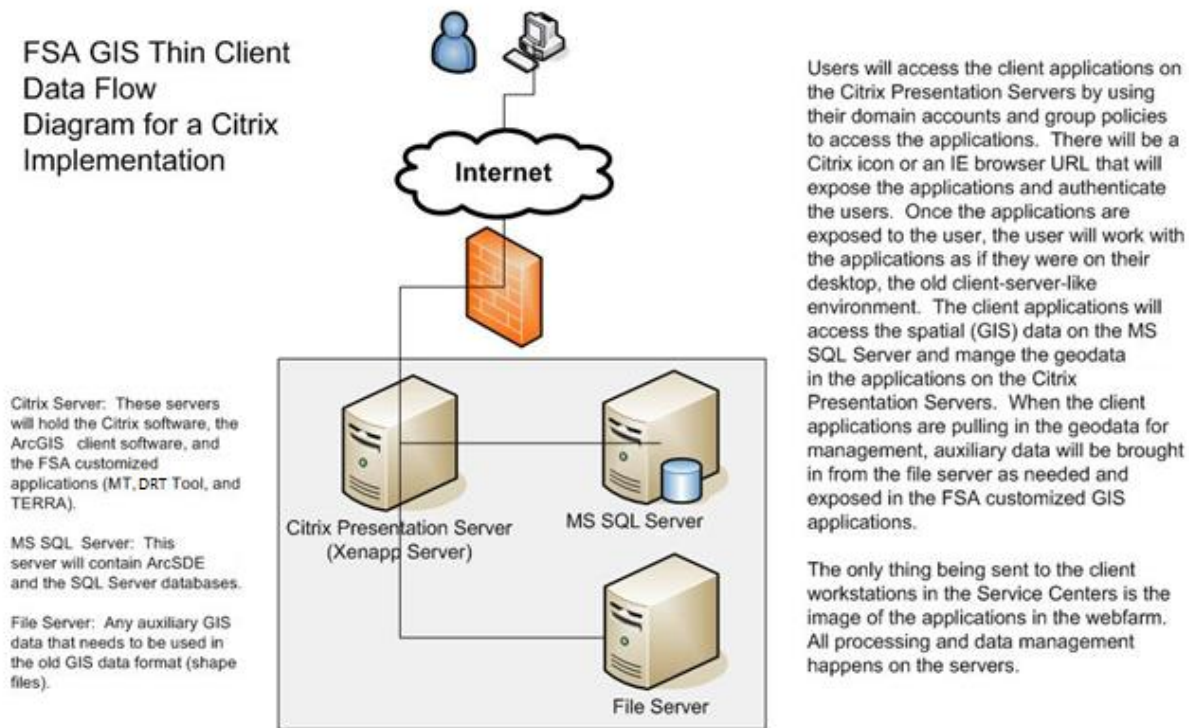 FSA GIS Thin Client
Data Flow
Diagram for a Citrix
Implementation
Internet
Citrix Server: These servers
will hold the Citrix software, the
ArcGIS client software, and
the FSA customized
applications (MT, DRT Tool, and
TERRA).
MS SQL Server: This
server will contain ArcSDE
and the SQL Server databases.
File Server: Any auxiliary GIS
data that needs to be used in
the old GIS data format (shape
files).
Citrix Presentation Server
(Xenapp Server)
MS SQL Server
File Server
Users will access the client applications on
the Citrix Presentation Servers by using
their domain accounts and group policies
to access the applications. There will be a
Citrix icon or an IE browser URL that will
expose the applications and authenticate
the users. Once the applications are
exposed to the user, the user will work with
the applications as if they were on their
desktop, the old client-server-like
environment. The client applications will
access the spatial (GIS) data on the MS
SQL Server and mange the geodata
in the applications on the Citrix
Presentation Servers. When the client
applications are pulling in the geodata for
management, auxiliary data will be brought
in from the file server as needed and
exposed in the FSA customized GIS
applications.
The only thing being sent to the client
workstations in the Service Centers is the
image of the applications in the webfarm.
All processing and data management
happens on the servers.